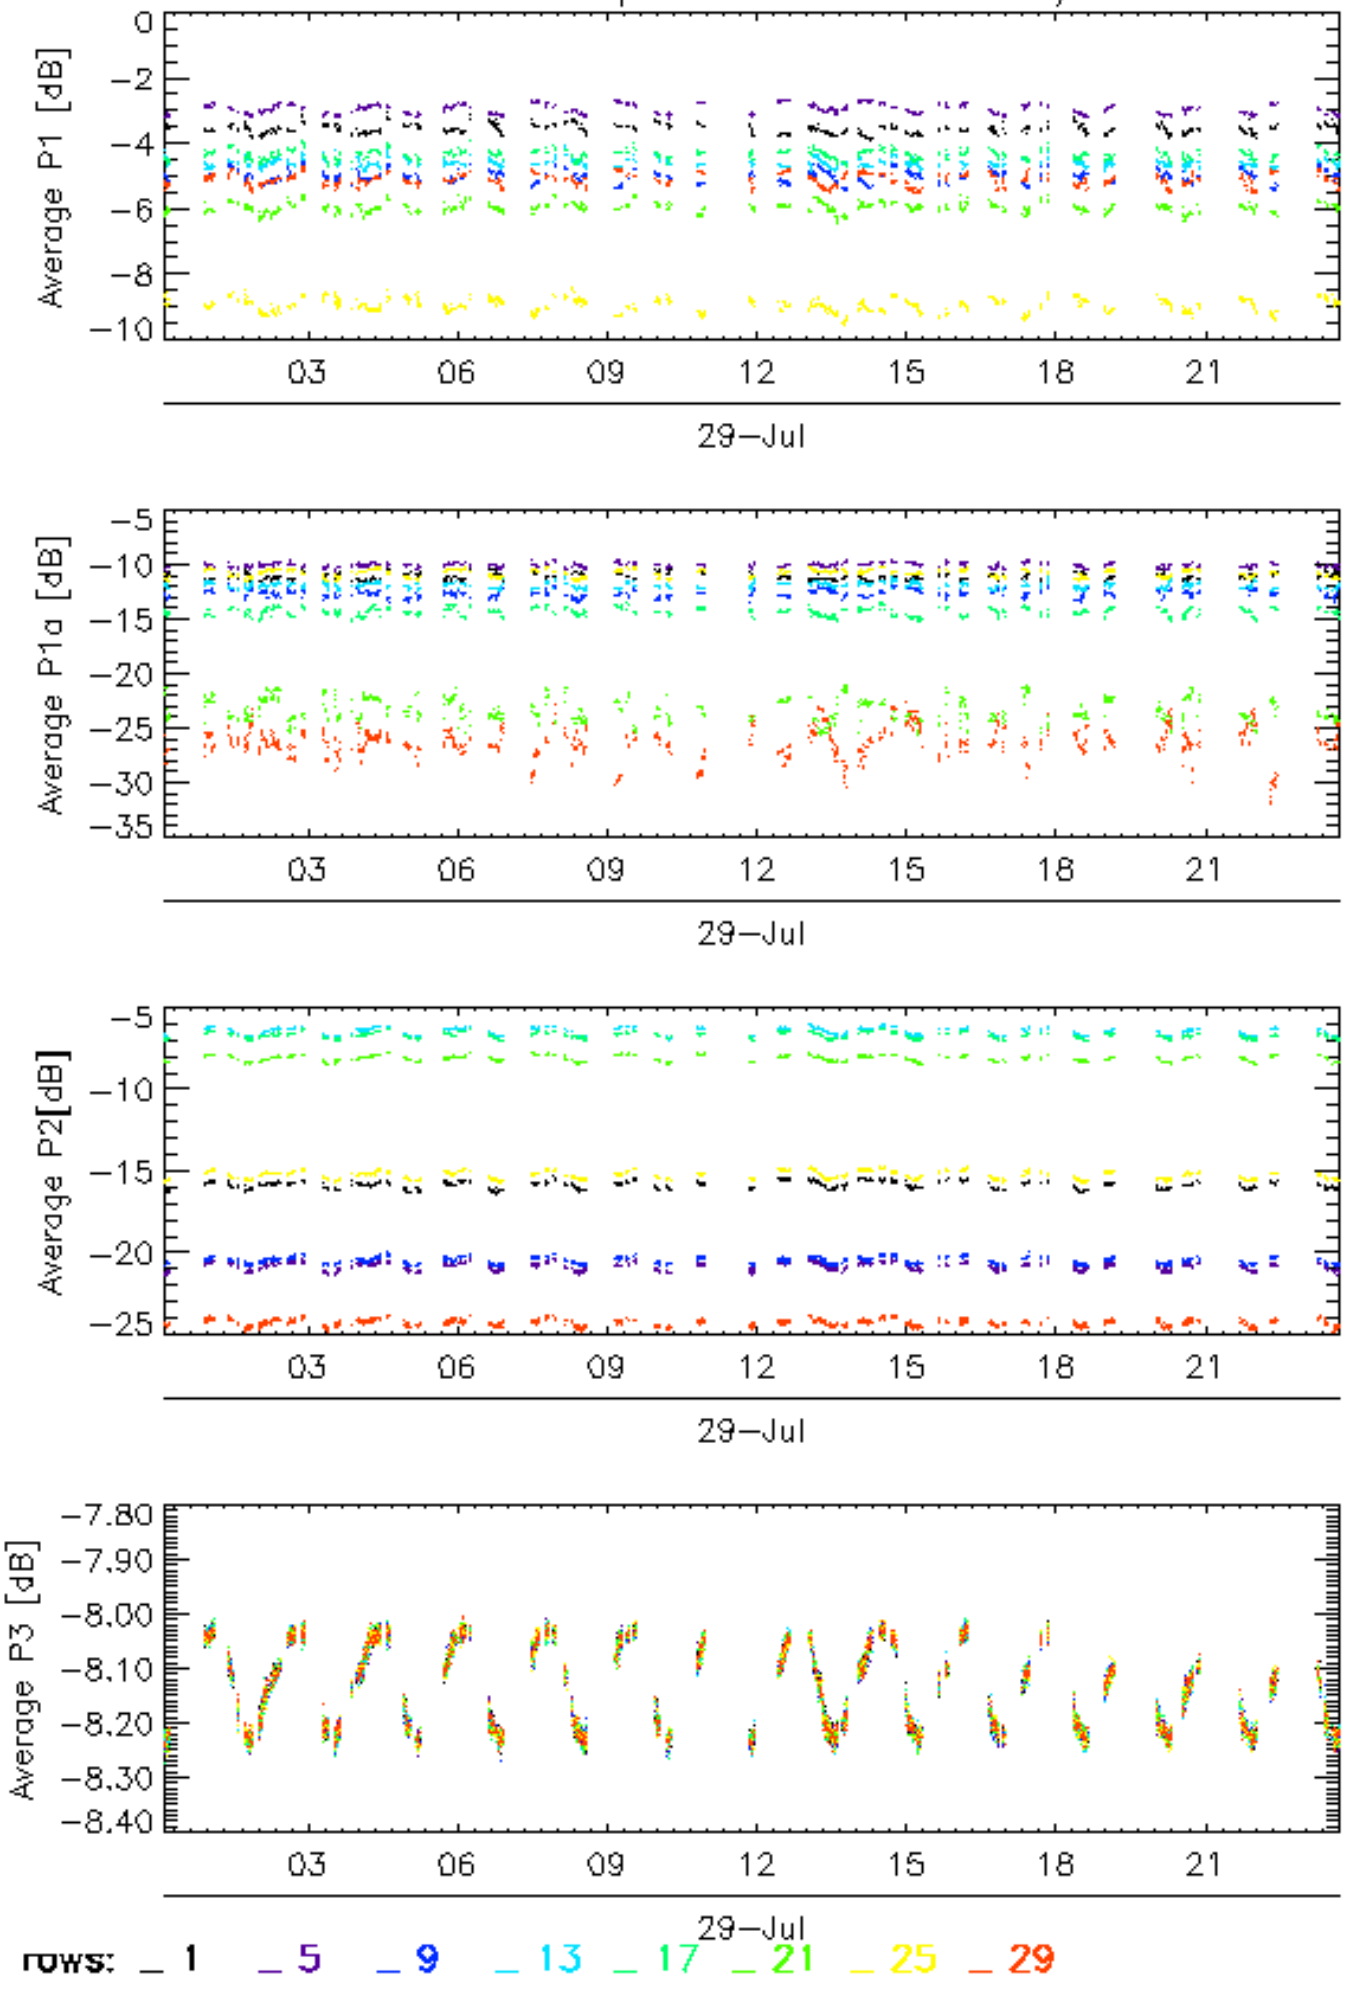 Average P1 [dB]
0
−2
−4
−6
−8
−10
03 06 09 12 15 18 21
29−Jul
Average P1a [dB]
−5
−10
−15
−20
−25
−30
−35
03 06 09 12 15 18 21
29−Jul
Average P2[dB]
−5
−10
−15
−20
−25
03 06 09 12 15 18 21
29−Jul
Average P3 [dB]
−7.80
−7.90
−8.00
−8.10
−8.20
−8.30
−8.40
03 06 09 12 15 18 21
29−Jul
rows: _ 1 _ 5 _ 9 _ 13 _ 17 _ 21 _ 25 _ 29